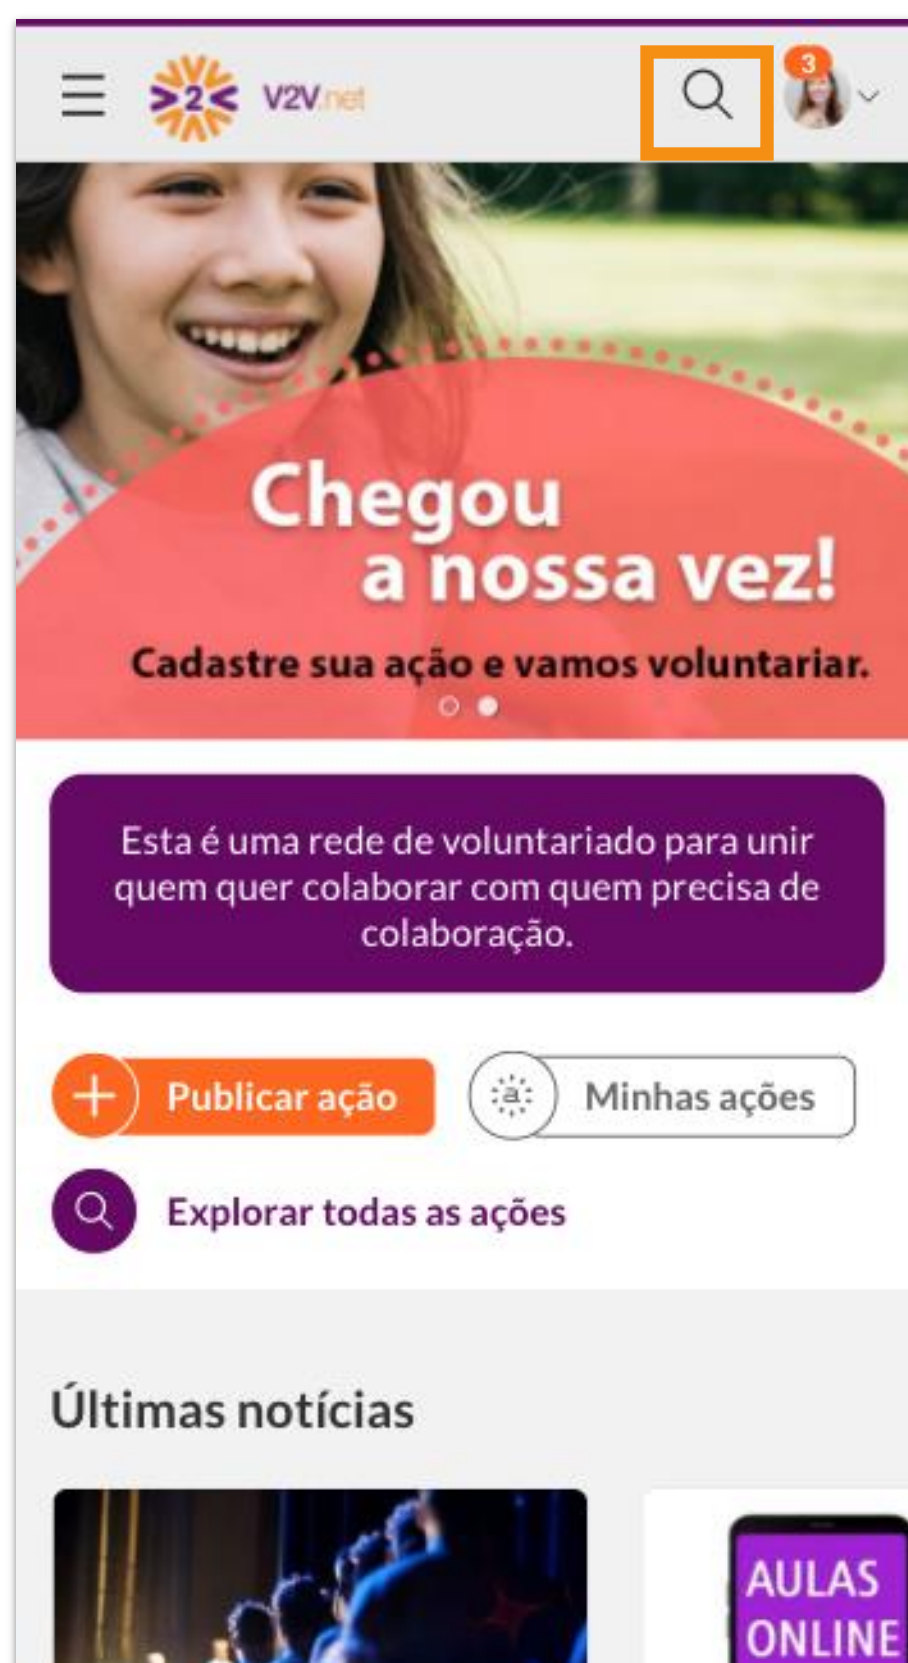 >2<
V2V.net
3
Chegou
a nossa vez!
Cadastre sua ação e vamos voluntariar.
Esta é uma rede de voluntariado para unir
quem quer colaborar com quem precisa de
colaboração.
Publicar ação
a
Minhas ações
Explorar todas as ações
Últimas notícias
AULAS
ONLINE